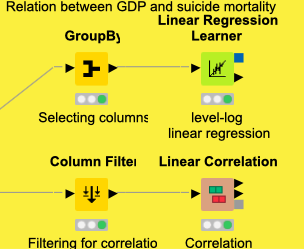 Relation between GDP and suicide mortality
Linear Regression
Learner
GroupBy
Selecting columns
level-log
linear regression
Column Filter
Linear Correlation
Filtering for correlatio
Correlation